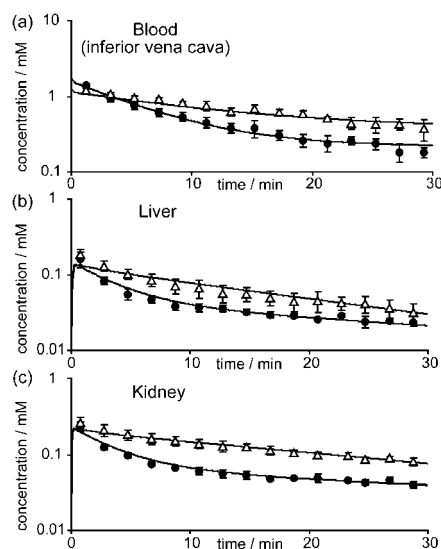 (a)
10
Blood
(inferior vena cava)
concentration / mM
1
0.1
0
10
20
30
time / min
(b)
1
Liver
concentration / mM
0.1
0.01
0
10
20
30
time / min
(c)
1
Kidney
concentration / mM
0.1
0.01
0
10
20
30
time / min